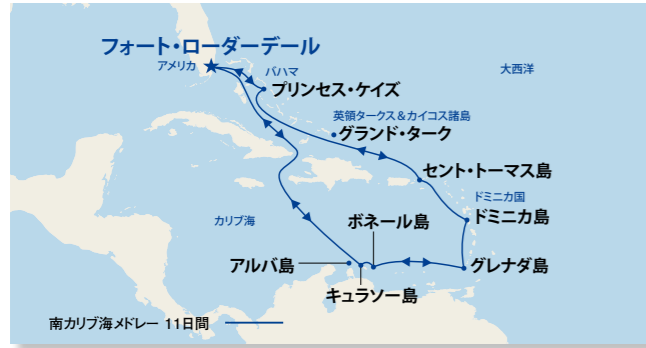 フォート・ローダーデール
アメリカ
バハマ
プリンセス・ケイズ
大西洋
英領タークス＆カイコス諸島
グランド・ターク
セント・トーマス島
ドミニカ国
ドミニカ島
カリブ海
ボネール島
アルバ島
グレナダ島
キュラソー島
南カリブ海メドレー 11日間